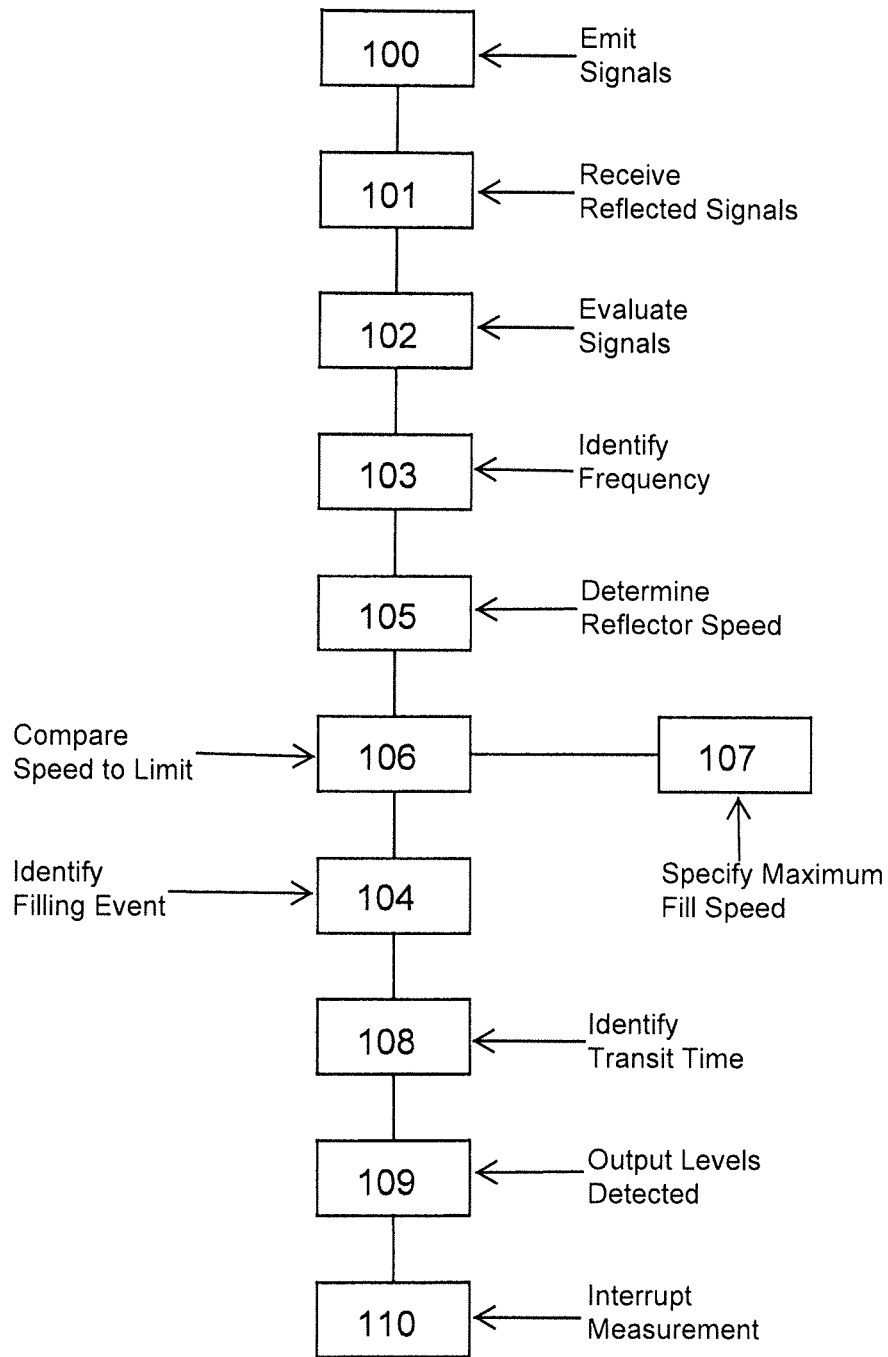 100
Emit
Signals
101
Receive
Reflected Signals
102
Evaluate
Signals
103
Identify
Frequency
105
Determine
Reflector Speed
Compare
Speed to Limit
106
107
Identify
Filling Event
104
Specify Maximum
Fill Speed
108
Identify
Transit Time
109
Output Levels
Detected
110
Interrupt
Measurement